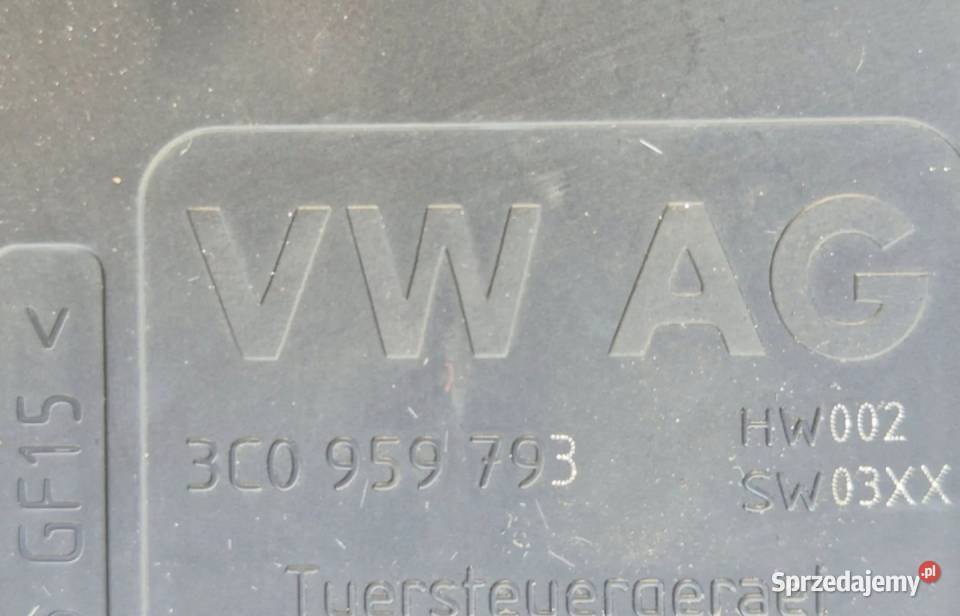 VW AG
3C0 959 793
HW002
SW03XX
Tuersteuergeraet
GF15<
Sprzedajemy.pl